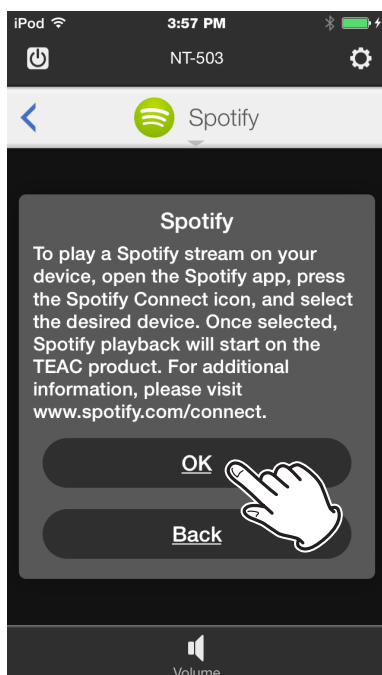 iPod 3:57 PM
NT-503
Spotify
Spotify
To play a Spotify stream on your
device, open the Spotify app, press
the Spotify Connect icon, and select
the desired device. Once selected,
Spotify playback will start on the
TEAC product. For additional
information, please visit
www.spotify.com/connect.
OK
Back
Volume